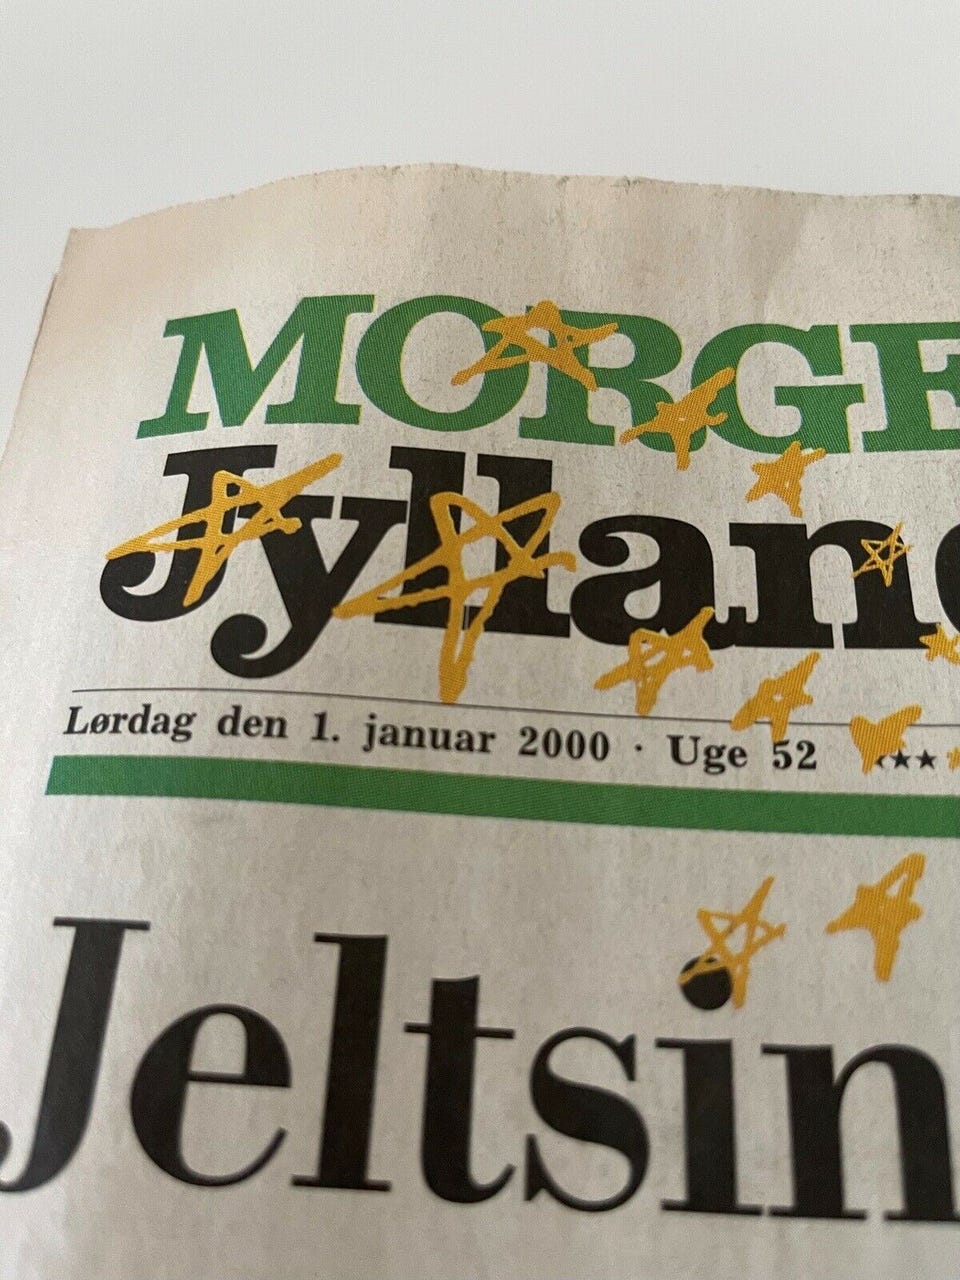 MORGE
Jyllan
Lørdag den 1. januar 2000 · Uge 52 ★★★
Jeltsin